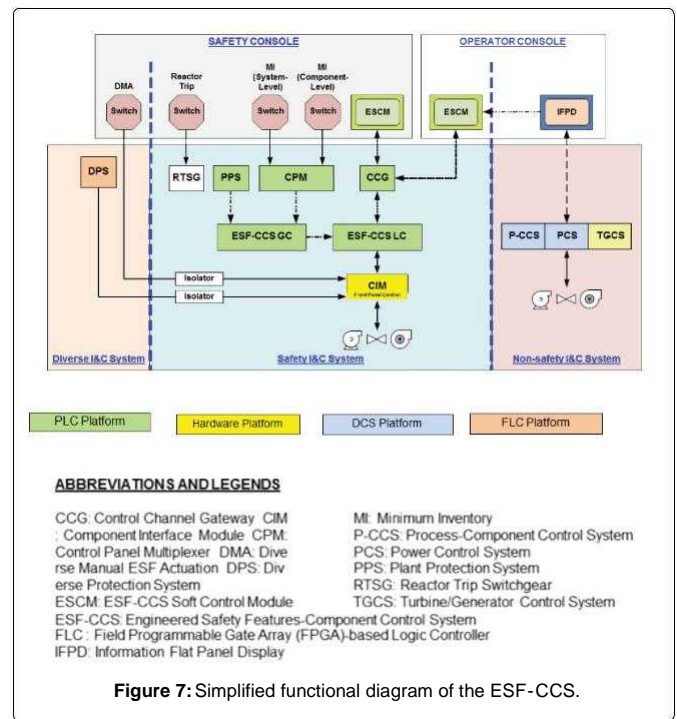 SAFETY CONSOLE
OPERATOR CONSOLE
DMA
Reactor
Trip
MI
(System-
Level)
MI
(Component-
Level)
Switch
Switch
Switch
Switch
ESCM
ESCM
IFPD
DPS
RTSG
PPS
CPM
CCG
ESF-CCS GC
ESF-CCS LC
P-CCS
PCS
TGCS
Isolator
Isolator
CIM
Diverse I&C System
Safety I&C System
Non-safety I&C System
PLC Platform
Hardware Platform
DCS Platform
FLC Platform
ABBREVIATIONS AND LEGENDS
CCG: Control Channel Gateway CIM
: Component Interface Module CPM:
Control Panel Multiplexer DMA: Dive
rse Manual ESF Actuation DPS: Div
erse Protection System
ESCM: ESF-CCS Soft Control Module
MI: Minimum Inventory
P-CCS: Process-Component Control System
PCS: Power Control System
PPS: Plant Protection System
RTSG: Reactor Trip Switchgear
TGCS: Turbine/Generator Control System
ESF-CCS: Engineered Safety Features-Component Control System
FLC : Field Programmable Gate Array (FPGA)-based Logic Controller
IFPD: Information Flat Panel Display
Figure 7: Simplified functional diagram of the ESF-CCS.